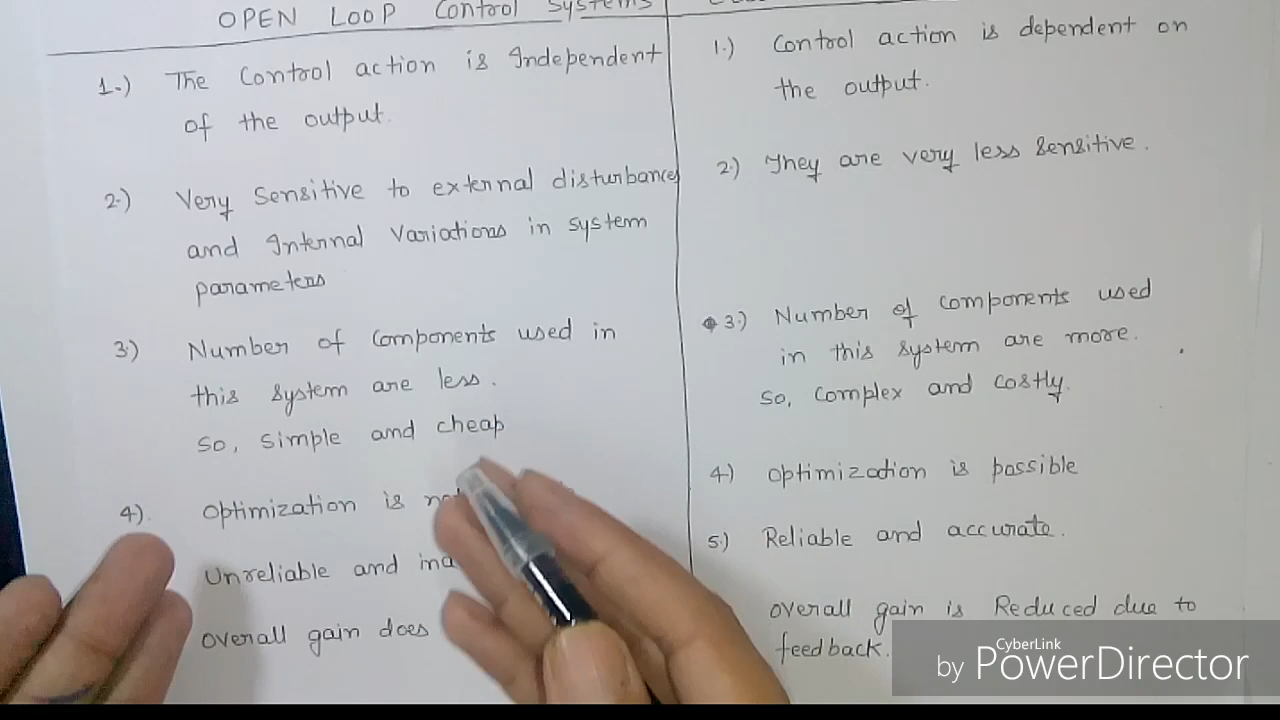 OPEN LOOP Control Systems
1.) The Control action is Independent
of the output.
2.) Very Sensitive to external disturbances
and Internal Variations in system
parameters
3) Number of Components used in
this system are less.
So, simple and cheap
4). Optimization is
Unreliable and
overall gain does
1.) Control action is dependent on
the output.
2.) They are very less sensitive.
3.) Number of components used
in this system are more.
So, complex and costly.
4) Optimization is possible
5.) Reliable and accurate.
overall gain is Reduced due to
feedback.
CyberLink
by PowerDirector